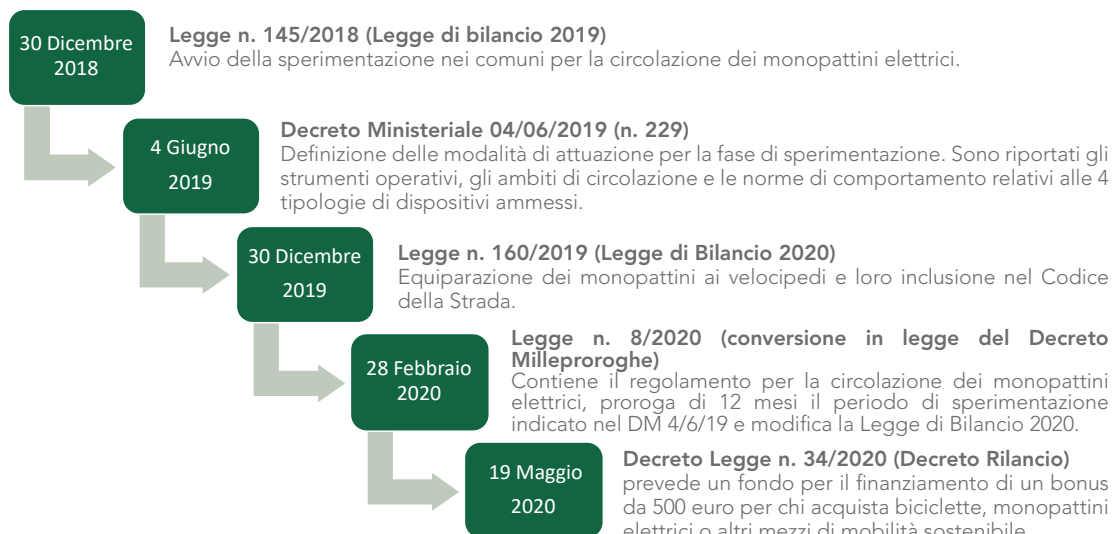 30 Dicembre
2018
Legge n. 145/2018 (Legge di bilancio 2019)
Avvio della sperimentazione nei comuni per la circolazione dei monopattini elettrici.
4 Giugno
2019
Decreto Ministeriale 04/06/2019 (n. 229)
Definizione delle modalità di attuazione per la fase di sperimentazione. Sono riportati gli
strumenti operativi, gli ambiti di circolazione e le norme di comportamento relativi alle 4
tipologie di dispositivi ammessi.
30 Dicembre
2019
Legge n. 160/2019 (Legge di Bilancio 2020)
Equiparazione dei monopattini ai velocipedi e loro inclusione nel Codice
della Strada.
28 Febbraio
2020
Legge n. 8/2020 (conversione in legge del Decreto
Milleproroghe)
Contiene il regolamento per la circolazione dei monopattini
elettrici, proroga di 12 mesi il periodo di sperimentazione
indicato nel DM 4/6/19 e modifica la Legge di Bilancio 2020.
19 Maggio
2020
Decreto Legge n. 34/2020 (Decreto Rilancio)
prevede un fondo per il finanziamento di un bonus
da 500 euro per chi acquista biciclette, monopattini
elettrici o altri mezzi di mobilità sostenibile